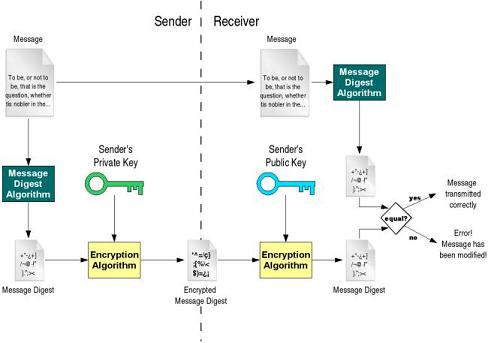 Sender
Receiver
Message
To be, or not
to be, that is the
question, whether
tis nobler in the...
Message
Digest
Algorithm
Sender's
Private Key
Message Digest
Encryption
Algorithm
Encrypted
Message Digest
Message
To be, or not
to be, that is the
question, whether
tis nobler in the...
Message
Digest
Algorithm
Sender's
Public Key
Encryption
Algorithm
Message Digest
equal?
yes
no
Message
transmitted
correctly
Error!
Message has
been modified!